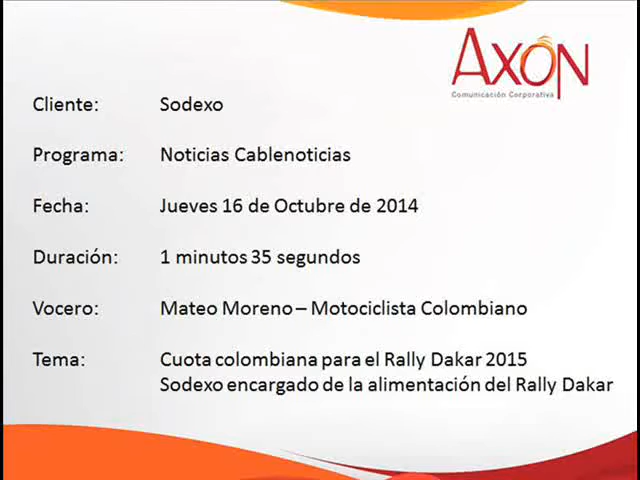 AXÓN
Comunicación Corporativa
Cliente: Sodexo
Programa: Noticias Cablenoticias
Fecha: Jueves 16 de Octubre de 2014
Duración: 1 minutos 35 segundos
Vocero: Mateo Moreno – Motociclista Colombiano
Tema: Cuota colombiana para el Rally Dakar 2015
Sodexo encargado de la alimentación del Rally Dakar